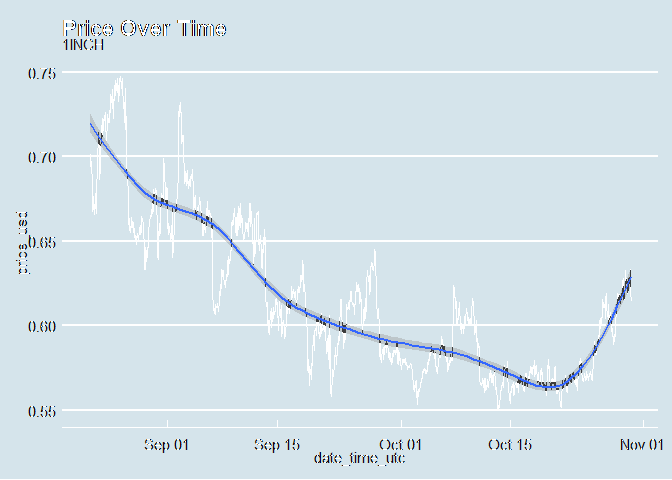 Price Over Time
1INCH
0.75
0.70
0.65
0.60
0.55
price_usd
Sep 01
Sep 15
Oct 01
Oct 15
Nov 01
date_time_utc